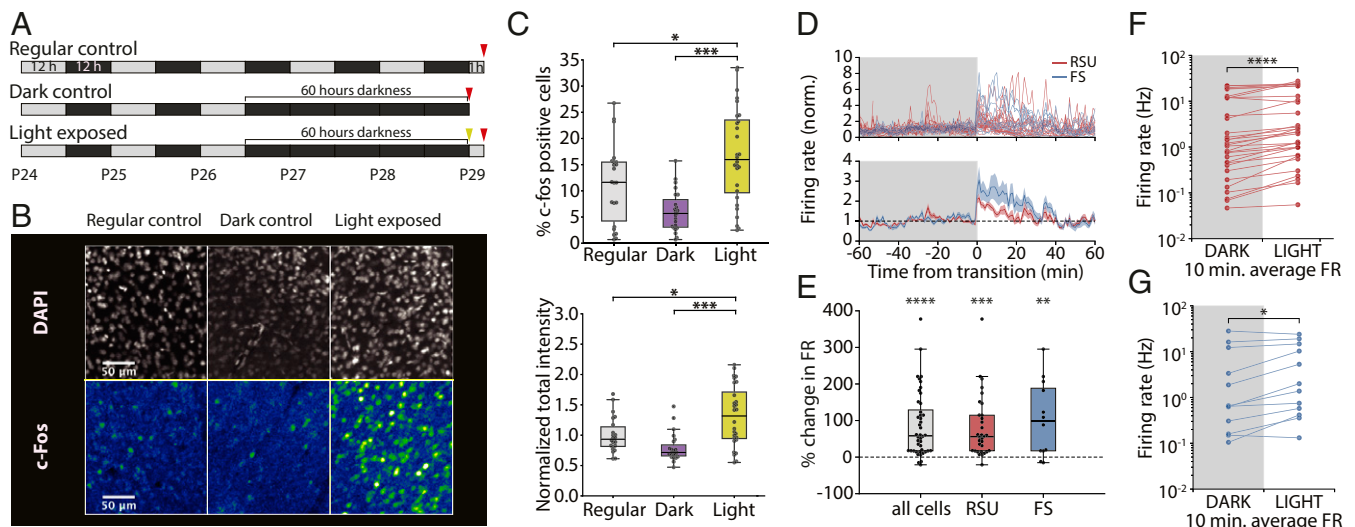 A
Regular control
12 h 12 h 1h
Dark control
60 hours darkness
Light exposed
60 hours darkness
P24 P25 P26 P27 P28 P29
B
Regular control Dark control Light exposed
DAPI
50 µm
c-Fos
50 µm
C
* 
***
% c-fos positive cells
35
30
25
20
15
10
5
0
Regular Dark Light
*
***
Normalized total intensity
3.0
2.5
2.0
1.5
1.0
0.5
0.0
Regular Dark Light
D
Firing rate (norm.)
10
8
6
4
2
0
RSU
FS
4
3
2
1
0
-60 -40 -20 0 20 40 60
Time from transition (min)
E
**** *** **
% change in FR
400
300
200
100
0
-100
all cells RSU FS
F
Firing rate (Hz)
10²
10¹
10⁰
10⁻¹
10⁻²
****
DARK LIGHT
10 min. average FR
G
Firing rate (Hz)
10²
10¹
10⁰
10⁻¹
10⁻²
*
DARK LIGHT
10 min. average FR